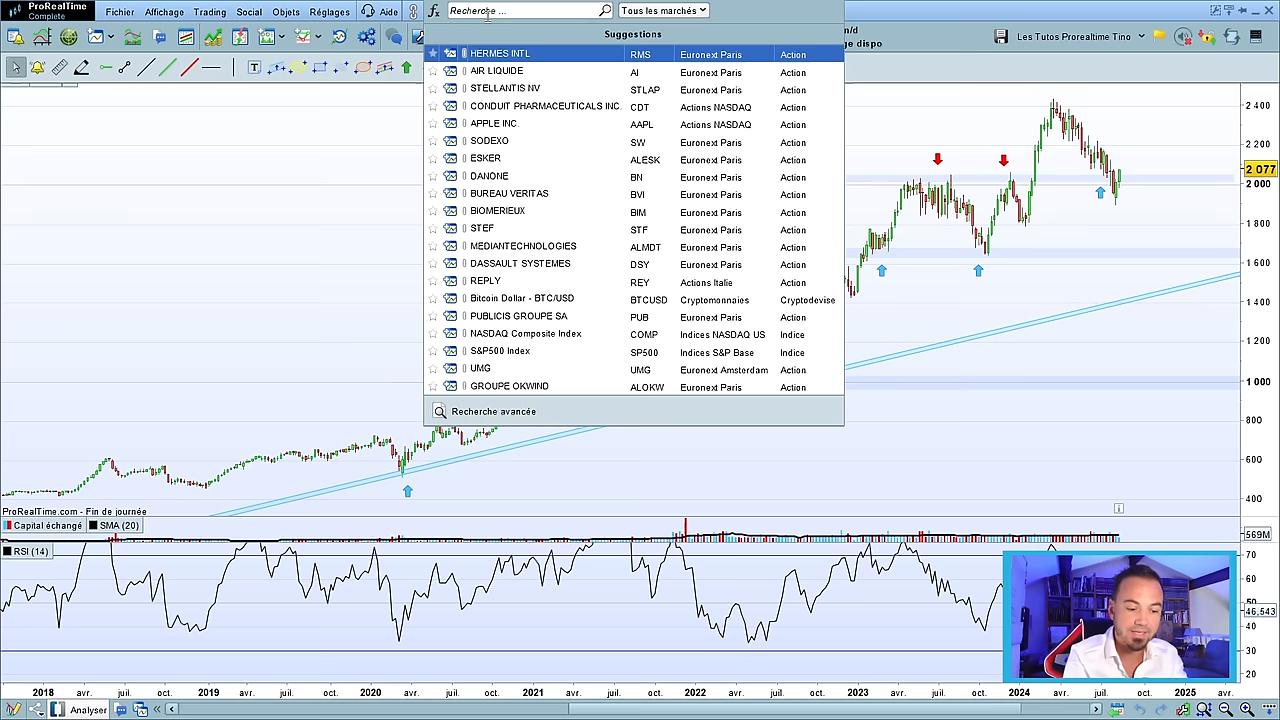 ProRealTime
Complete
Fichier Affichage Trading Social Objets Réglages Aide
Recherche ... Tous les marchés
Les Tutos Prorealtime Tino
Suggestions
HERMES INTL RMS Euronext Paris Action
AIR LIQUIDE AI Euronext Paris Action
STELLANTIS NV STLAP Euronext Paris Action
CONDUIT PHARMACEUTICALS INC. CDT Actions NASDAQ Action
APPLE INC. AAPL Actions NASDAQ Action
SODEXO SW Euronext Paris Action
ESKER ALESK Euronext Paris Action
DANONE BN Euronext Paris Action
BUREAU VERITAS BVI Euronext Paris Action
BIOMERIEUX BIM Euronext Paris Action
STEF STF Euronext Paris Action
MEDIANTECHNOLOGIES ALMDT Euronext Paris Action
DASSAULT SYSTEMES DSY Euronext Paris Action
REPLY REY Actions Italie Action
Bitcoin Dollar - BTC/USD BTCUSD Cryptomonnaies Cryptodevise
PUBLICIS GROUPE SA PUB Euronext Paris Action
NASDAQ Composite Index COMP Indices NASDAQ US Indice
S&P500 Index SP500 Indices S&P Base Indice
UMG UMG Euronext Amsterdam Action
GROUPE OKWIND ALOKW Euronext Paris Action
Recherche avancée
n/d
ge dispo
2 400
2 200
2 077
2 000
1 800
1 600
1 400
1 200
1 000
800
600
400
ProRealTime.com - Fin de journée
Capital échangé SMA (20)
569M
RSI (14)
70
60
50
46,543
40
30
20
2018 avr. juil. oct. 2019 avr. juil. oct. 2020 avr. juil. oct. avr. juil. oct. 2022 avr. juil. oct. 2023 avr. juil. oct. 2024 avr. juil. oct. 2025 avr.
Analyser